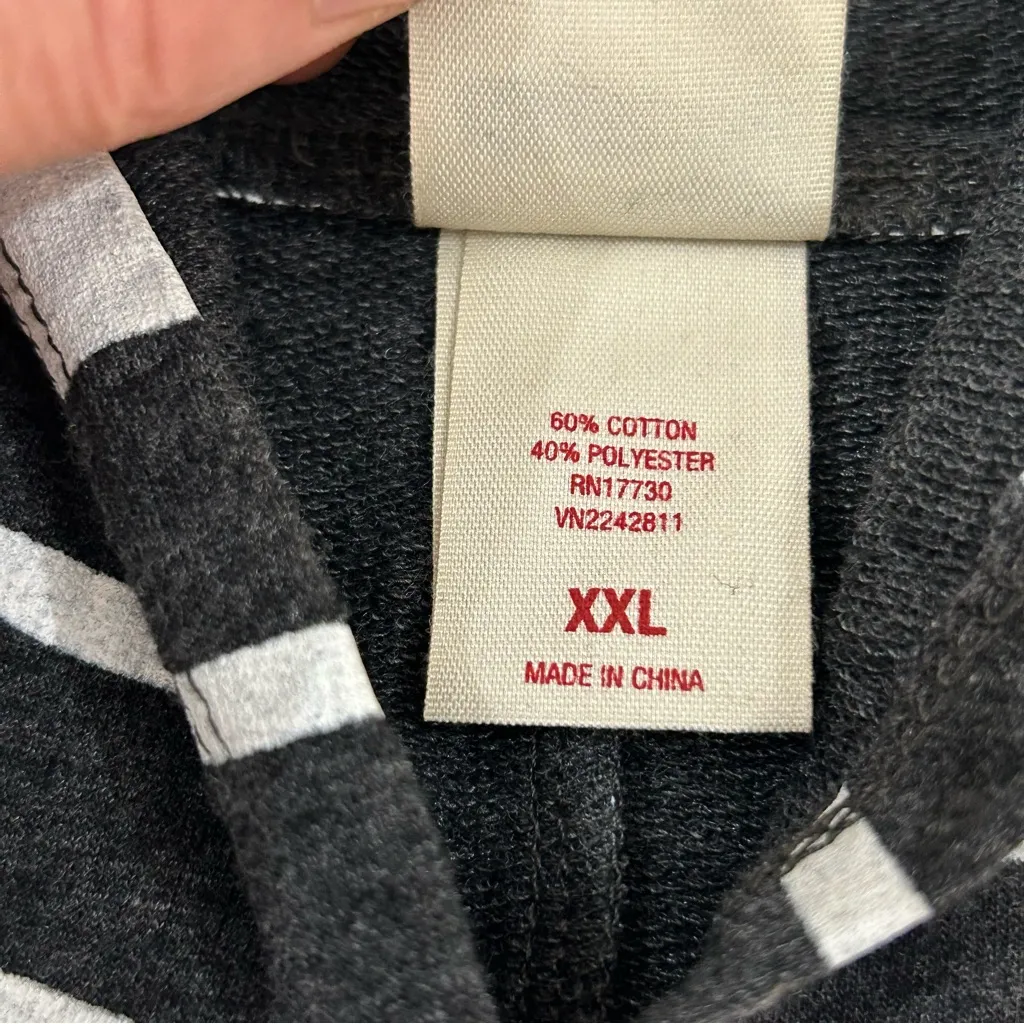 60% COTTON
40% POLYESTER
RN17730
VN2242811
XXL
MADE IN CHINA